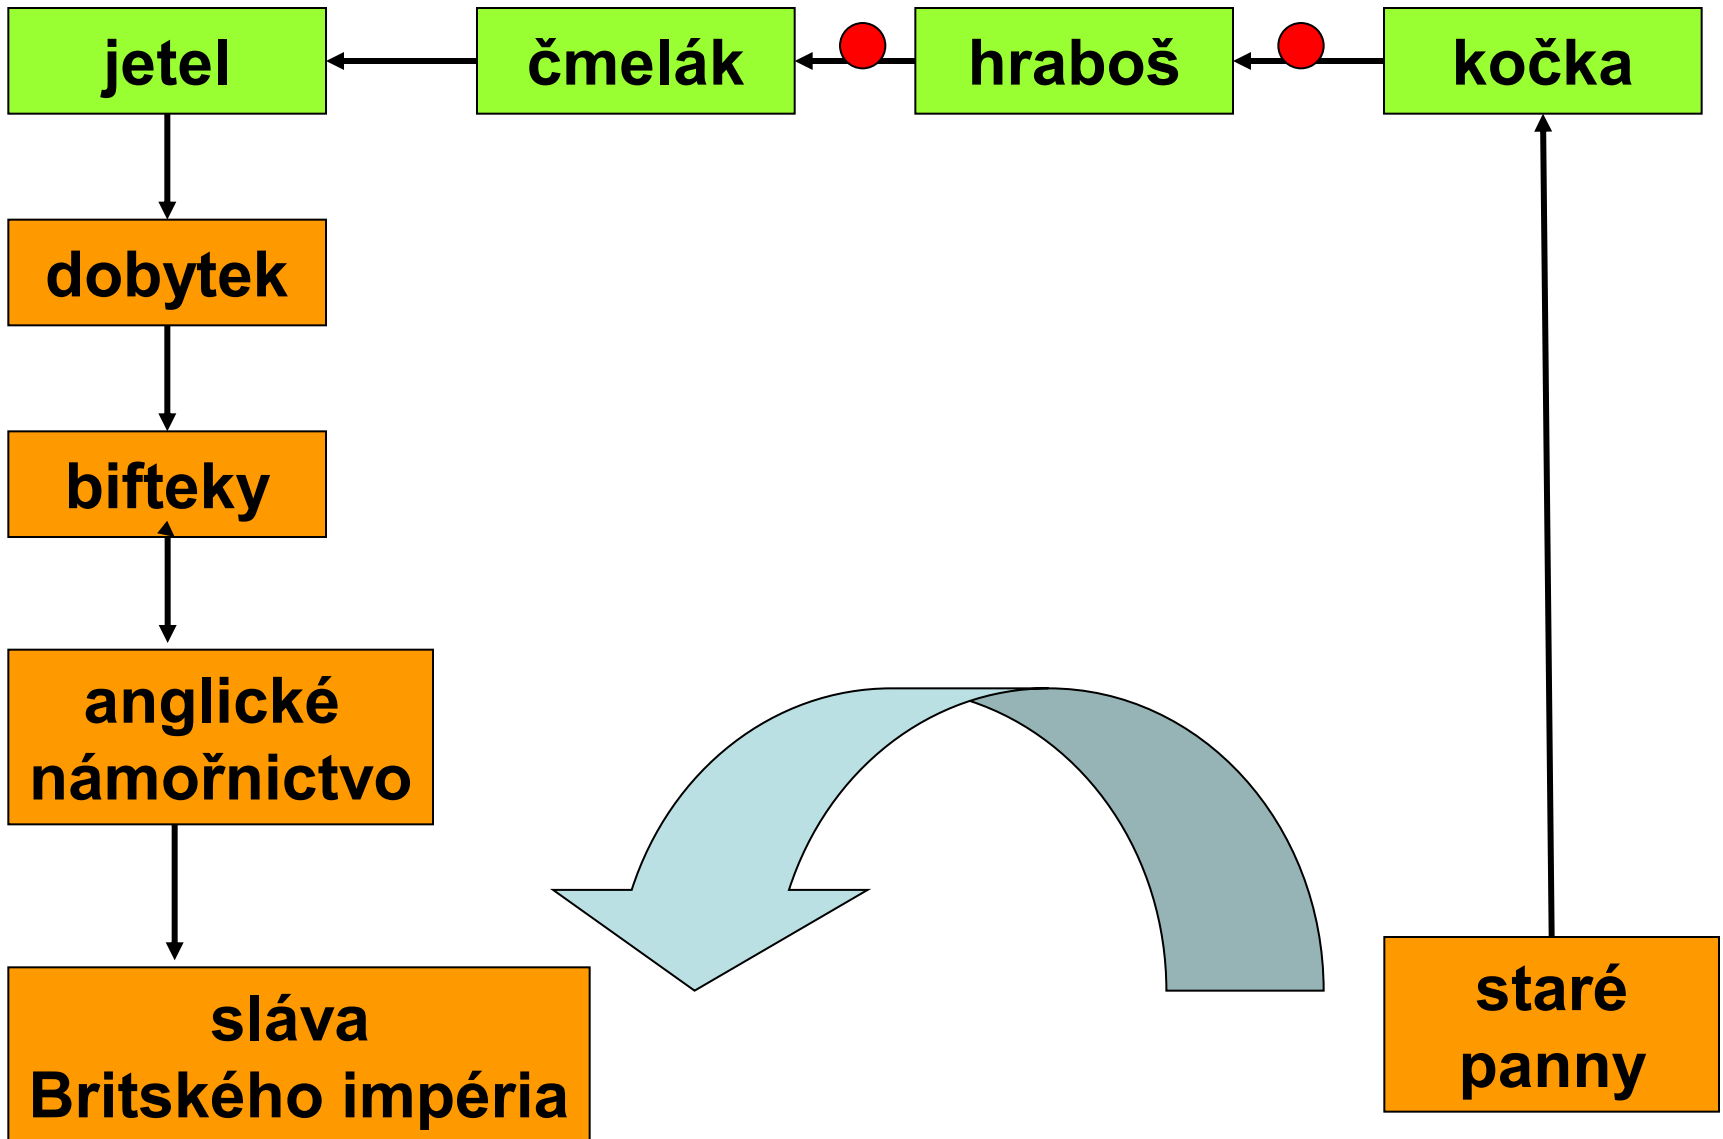 jetel
čmelák
hraboš
kočka
dobytek
bifteky
anglické
námořnictvo
sláva
Britského impéria
staré
panny